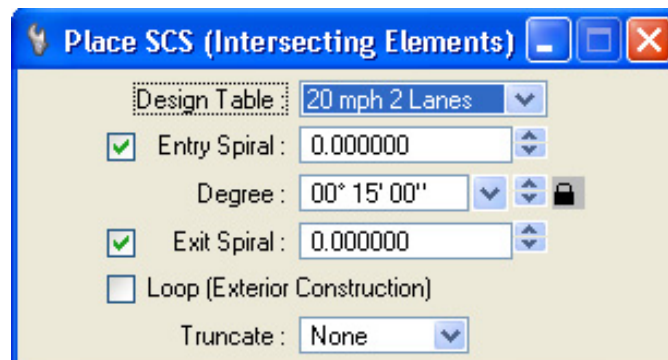 Place SCS (Intersecting Elements)
Design Table : 20 mph 2 Lanes
Entry Spiral : 0.000000
Degree : 00° 15' 00"
Exit Spiral : 0.000000
Loop (Exterior Construction)
Truncate : None